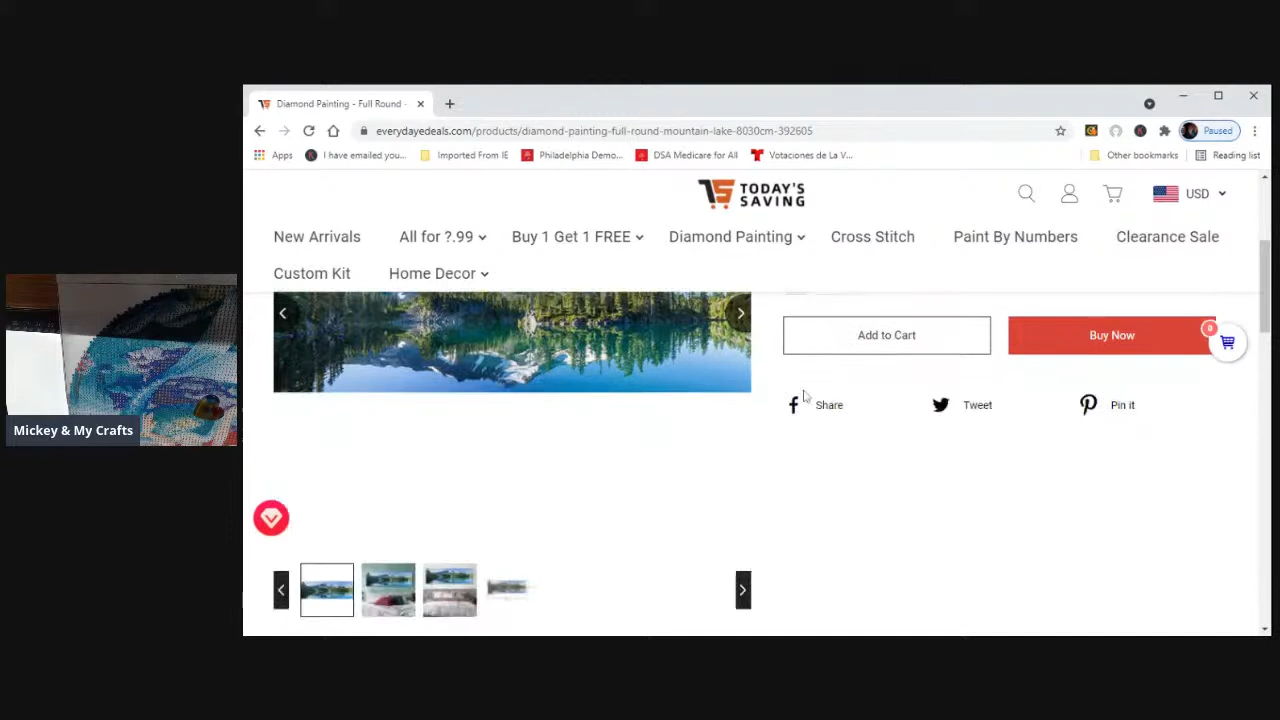 Diamond Painting - Full Round -
everydayedeals.com/products/diamond-painting-full-round-mountain-lake-8030cm-392605
Paused
Apps
I have emailed you...
Imported From IE
Philadelphia Demo...
DSA Medicare for All
Votaciones de La V...
Other bookmarks
Reading list
TODAY'S
SAVING
USD
New Arrivals
All for ?.99
Buy 1 Get 1 FREE
Diamond Painting
Cross Stitch
Paint By Numbers
Clearance Sale
Custom Kit
Home Decor
Add to Cart
Buy Now
0
Share
Tweet
Pin it
Mickey & My Crafts